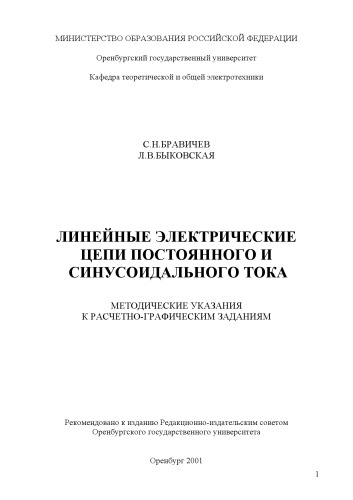 МИНИСТЕРСТВО ОБРАЗОВАНИЯ РОССИЙСКОЙ ФЕДЕРАЦИИ
Оренбургский государственный университет
Кафедра теоретической и общей электротехники
С.Н.БРАВИЧЕВ
Л.В.БЫКОВСКАЯ
ЛИНЕЙНЫЕ ЭЛЕКТРИЧЕСКИЕ
ЦЕПИ ПОСТОЯННОГО И
СИНУСОИДАЛЬНОГО ТОКА
МЕТОДИЧЕСКИЕ УКАЗАНИЯ
К РАСЧЕТНО-ГРАФИЧЕСКИМ ЗАДАНИЯМ
Рекомендовано к изданию Редакционно-издательским советом
Оренбургского государственного университета
Оренбург 2001
1